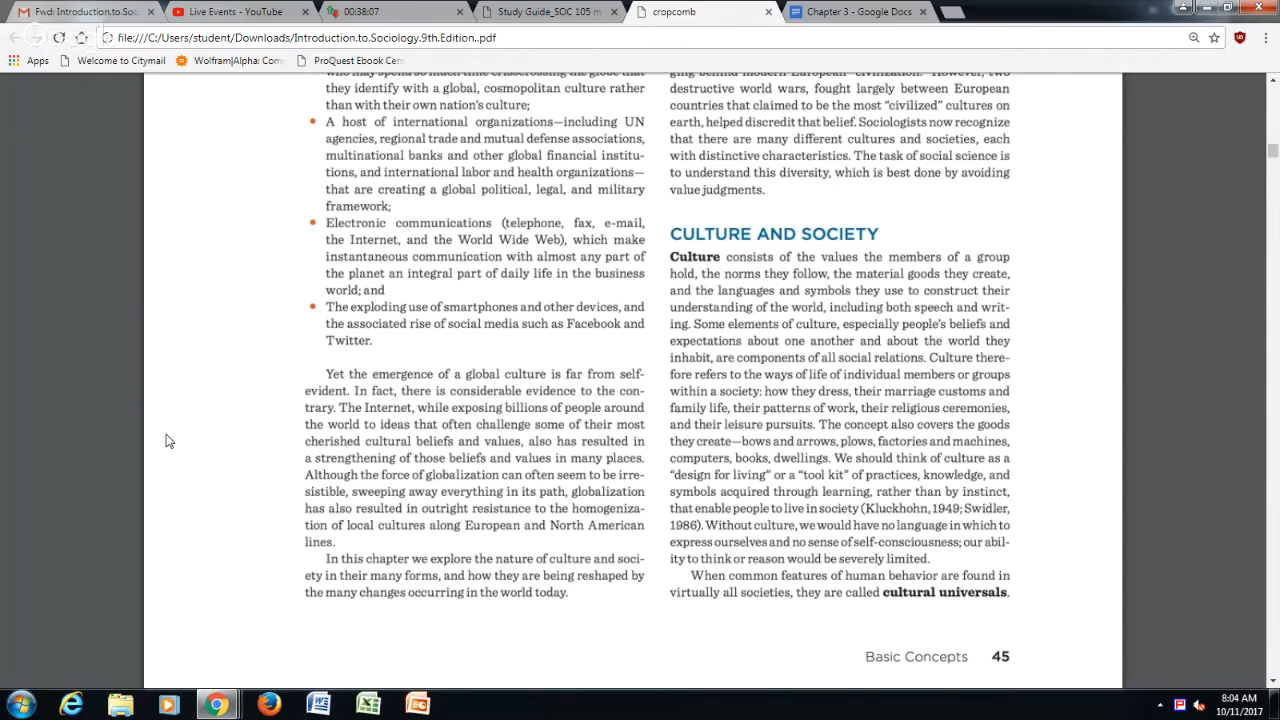 Fwd: Introduction.to.Soc
Live Events - YouTube
00:38:07
Study Guide_SOC 105 m
cropcomb
Chapter 3 - Google Docs
file:///C:/Users/student/Downloads/Introduction.to.Sociology.9th.Edition..pdf
Apps
Welcome to Citymail
Wolfram|Alpha: Com
ProQuest Ebook Cent
who may spend so much time crisscrossing the globe that
they identify with a global, cosmopolitan culture rather
than with their own nation's culture;
• A host of international organizations—including UN
agencies, regional trade and mutual defense associations,
multinational banks and other global financial institu-
tions, and international labor and health organizations—
that are creating a global political, legal, and military
framework;
• Electronic communications (telephone, fax, e-mail,
the Internet, and the World Wide Web), which make
instantaneous communication with almost any part of
the planet an integral part of daily life in the business
world; and
• The exploding use of smartphones and other devices, and
the associated rise of social media such as Facebook and
Twitter.
Yet the emergence of a global culture is far from self-
evident. In fact, there is considerable evidence to the con-
trary. The Internet, while exposing billions of people around
the world to ideas that often challenge some of their most
cherished cultural beliefs and values, also has resulted in
a strengthening of those beliefs and values in many places.
Although the force of globalization can often seem to be irre-
sistible, sweeping away everything in its path, globalization
has also resulted in outright resistance to the homogeniza-
tion of local cultures along European and North American
lines.
In this chapter we explore the nature of culture and soci-
ety in their many forms, and how they are being reshaped by
the many changes occurring in the world today.
ging behind modern European "civilization." However, two
destructive world wars, fought largely between European
countries that claimed to be the most "civilized" cultures on
earth, helped discredit that belief. Sociologists now recognize
that there are many different cultures and societies, each
with distinctive characteristics. The task of social science is
to understand this diversity, which is best done by avoiding
value judgments.
CULTURE AND SOCIETY
Culture consists of the values the members of a group
hold, the norms they follow, the material goods they create,
and the languages and symbols they use to construct their
understanding of the world, including both speech and writ-
ing. Some elements of culture, especially people's beliefs and
expectations about one another and about the world they
inhabit, are components of all social relations. Culture there-
fore refers to the ways of life of individual members or groups
within a society: how they dress, their marriage customs and
family life, their patterns of work, their religious ceremonies,
and their leisure pursuits. The concept also covers the goods
they create—bows and arrows, plows, factories and machines,
computers, books, dwellings. We should think of culture as a
"design for living" or a "tool kit" of practices, knowledge, and
symbols acquired through learning, rather than by instinct,
that enable people to live in society (Kluckhohn, 1949; Swidler,
1986). Without culture, we would have no language in which to
express ourselves and no sense of self-consciousness; our abil-
ity to think or reason would be severely limited.
When common features of human behavior are found in
virtually all societies, they are called cultural universals.
Basic Concepts 45
8:04 AM
10/11/2017